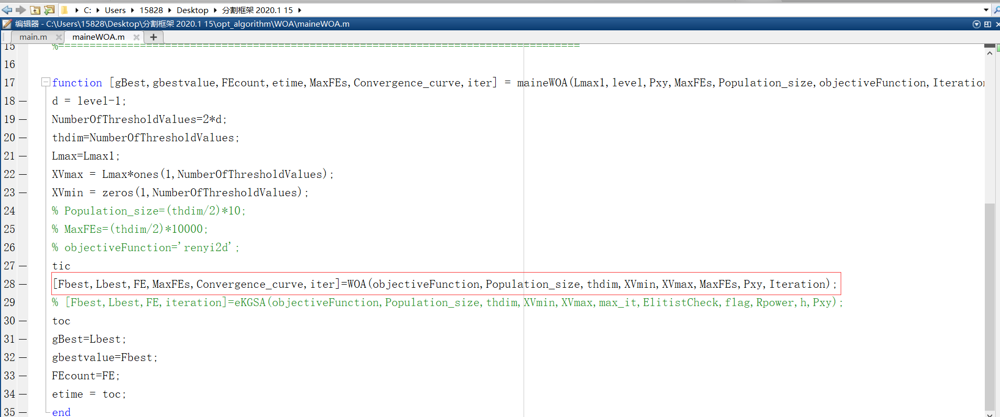 C: Users 15828 Desktop 分割框架 2020.1 15
编辑器 - C:\Users\15828\Desktop\分割框架 2020.1 15\opt_algorithm\WOA\maineWOA.m
main.m maineWOA.m
15 %===================================================================================
16
17 function [gBest,gbestvalue,FEcount,etime,MaxFEs,Convergence_curve,iter] = maineWOA(Lmax1,level,Pxy,MaxFEs,Population_size,objectiveFunction,Iteration
18 d = level-1;
19 NumberOfThresholdValues=2*d;
20 thdim=NumberOfThresholdValues;
21 Lmax=Lmax1;
22 XVmax = Lmax*ones(1,NumberOfThresholdValues);
23 XVmin = zeros(1,NumberOfThresholdValues);
24 % Population_size=(thdim/2)*10;
25 % MaxFEs=(thdim/2)*10000;
26 % objectiveFunction='renyi2d';
27 tic
28 [Fbest,Lbest,FE,MaxFEs,Convergence_curve,iter]=WOA(objectiveFunction,Population_size,thdim,XVmin,XVmax,MaxFEs,Pxy,Iteration);
29 % [Fbest,Lbest,FE,iteration]=eKGSA(objectiveFunction,Population_size,thdim,XVmin,XVmax,max_it,ElitistCheck,flag,Rpower,h,Pxy);
30 toc
31 gBest=Lbest;
32 gbestvalue=Fbest;
33 FEcount=FE;
34 etime = toc;
35 end